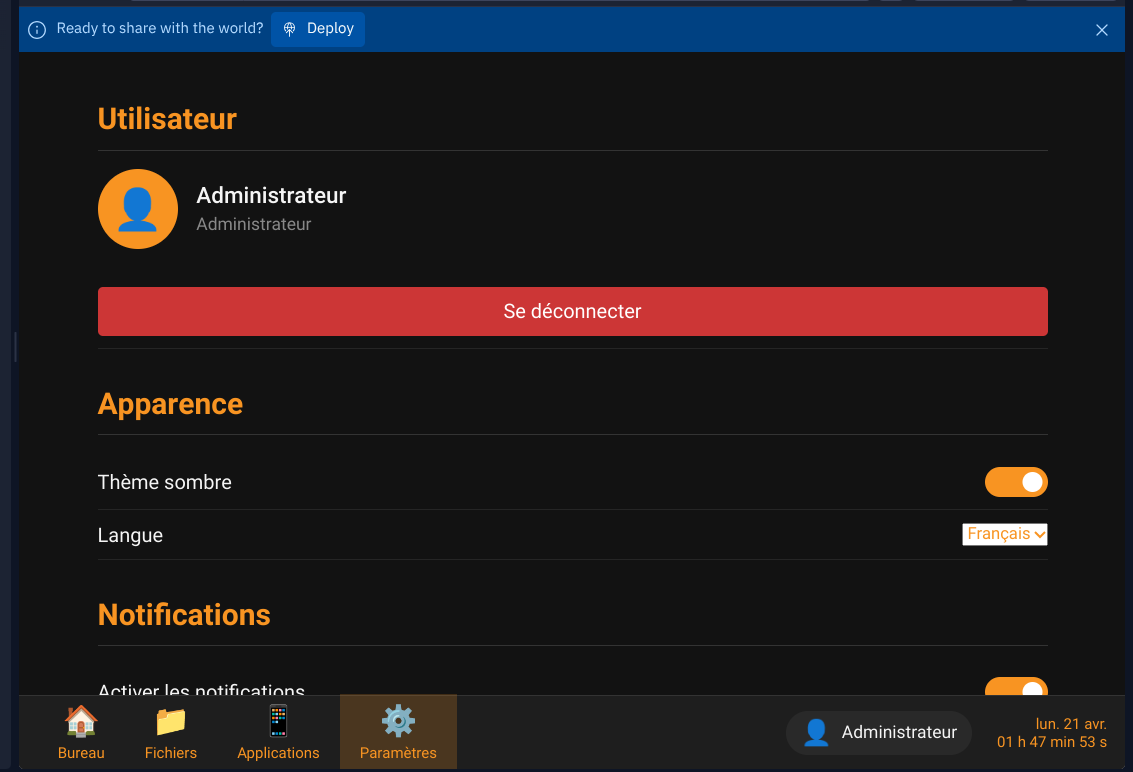 Ready to share with the world?
Deploy
Utilisateur
Administrateur
Administrateur
Se déconnecter
Apparence
Thème sombre
Langue
Français
Notifications
Activer les notifications
Bureau
Fichiers
Applications
Paramètres
Administrateur
lun. 21 avr.
01 h 47 min 53 s